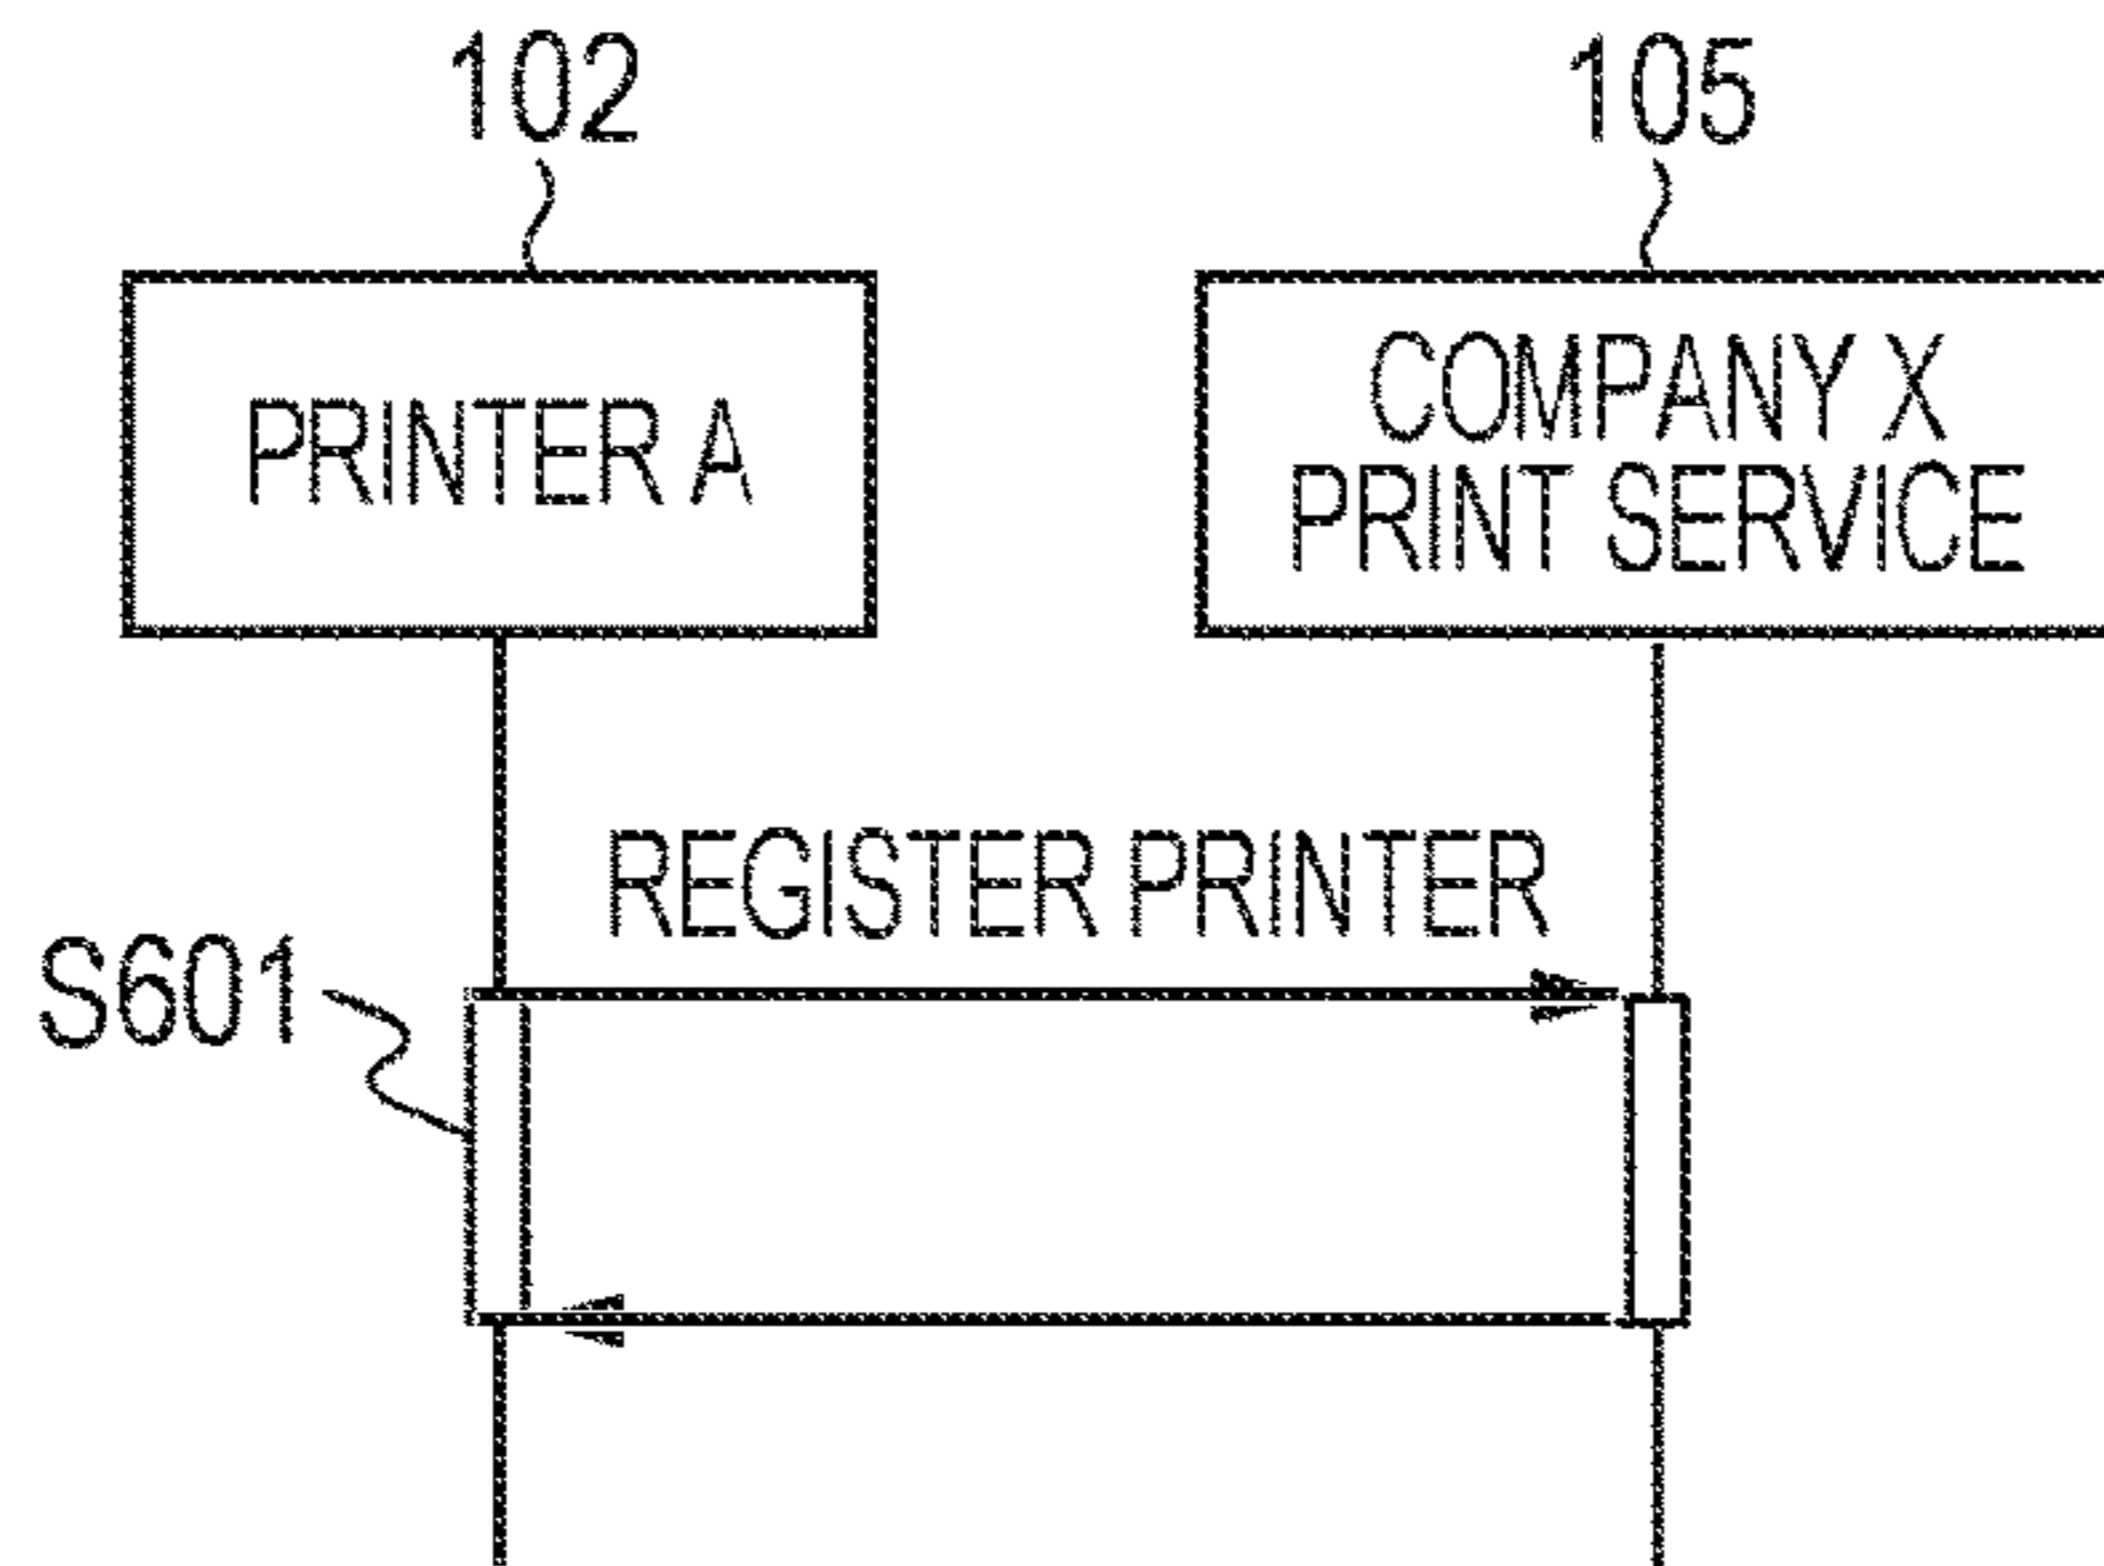 102
105
PRINTER A
COMPANY X
PRINT SERVICE
REGISTER PRINTER
S601